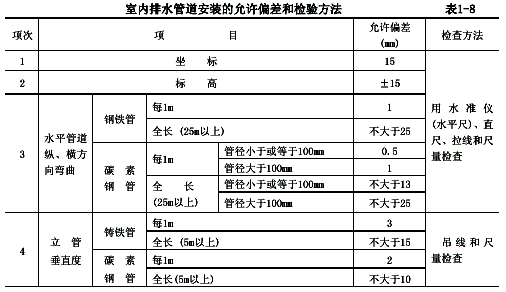 室内排水管道安装的允许偏差和检验方法 表1-8
项次 项 目 允许偏差 (mm) 检查方法
1 坐 标 15
2 标 高 ±15
用 水 准 仪
(水平尺)、直
尺、拉线和尺
量检查
3
水平管道
纵、横方
向弯曲
钢铁管
每1m 1
全长 (25m以上) 不大于25
碳 素
钢 管
每1m
管径小于或等于100mm 0.5
管径大于100mm 1
全 长
(25m以上)
管径小于或等于100mm 不大于13
管径大于100mm 不大于25
4
立 管
垂直度
铸铁管
每1m 3
全长 (5m以上) 不大于15
碳 素
钢 管
每1m 2
全长(5m以上) 不大于10
吊 线 和 尺
量检查